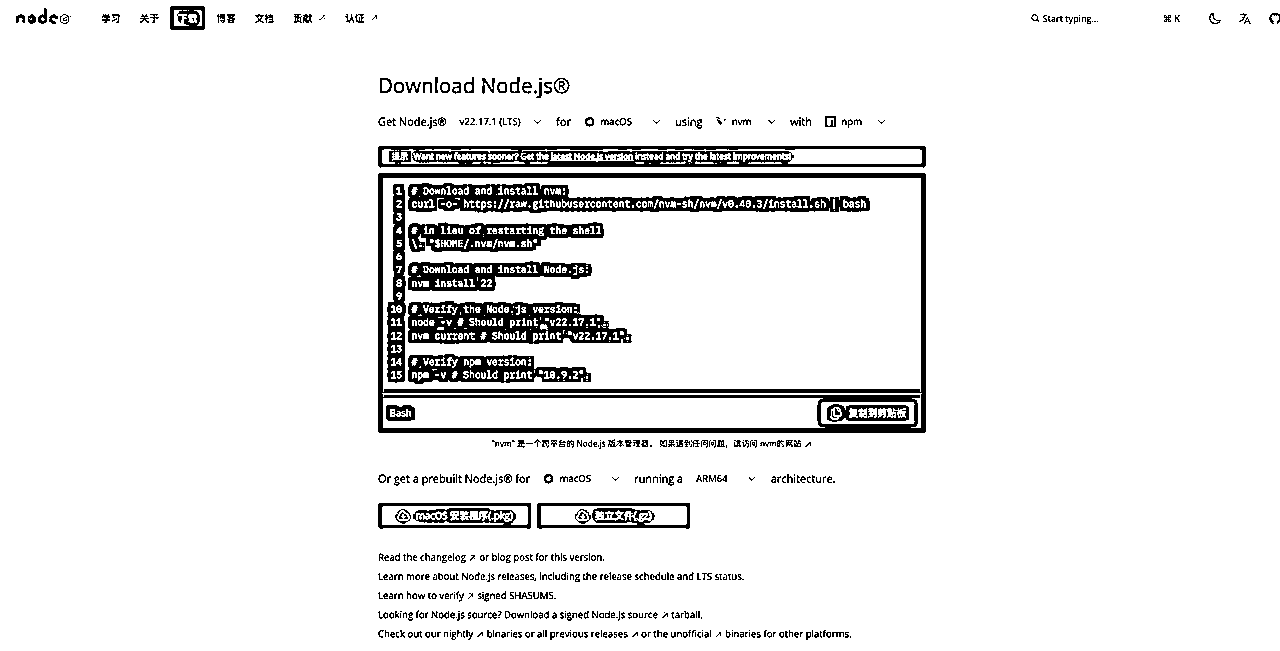 node
学习 关于 下载 博客 文档 贡献 ↗ 认证 ↗ Start typing... ⌘ K
Download Node.js®
Get Node.js® v22.17.1 (LTS) for macOS using nvm with npm
提示 Want new features sooner? Get the latest Node.js version instead and try the latest improvements!
1 # Download and install nvm:
2 curl -o- https://raw.githubusercontent.com/nvm-sh/nvm/v0.40.3/install.sh | bash
3
4 # in lieu of restarting the shell
5 \. "$HOME/.nvm/nvm.sh"
6
7 # Download and install Node.js:
8 nvm install 22
9
10 # Verify the Node.js version:
11 node -v # Should print "v22.17.1".
12 nvm current # Should print "v22.17.1".
13
14 # Verify npm version:
15 npm -v # Should print "10.9.2".
Bash 复制到剪贴板
"nvm" 是一个跨平台的 Node.js 版本管理器。 如果遇到任何问题, 请访问 nvm的网站 ↗
Or get a prebuilt Node.js® for macOS running a ARM64 architecture.
macOS 安装程序(.pkg) 独立文件(.gz)
Read the changelog ↗ or blog post for this version.
Learn more about Node.js releases, including the release schedule and LTS status.
Learn how to verify ↗ signed SHASUMS.
Looking for Node.js source? Download a signed Node.js source ↗ tarball.
Check out our nightly ↗ binaries or all previous releases ↗ or the unofficial ↗ binaries for other platforms.